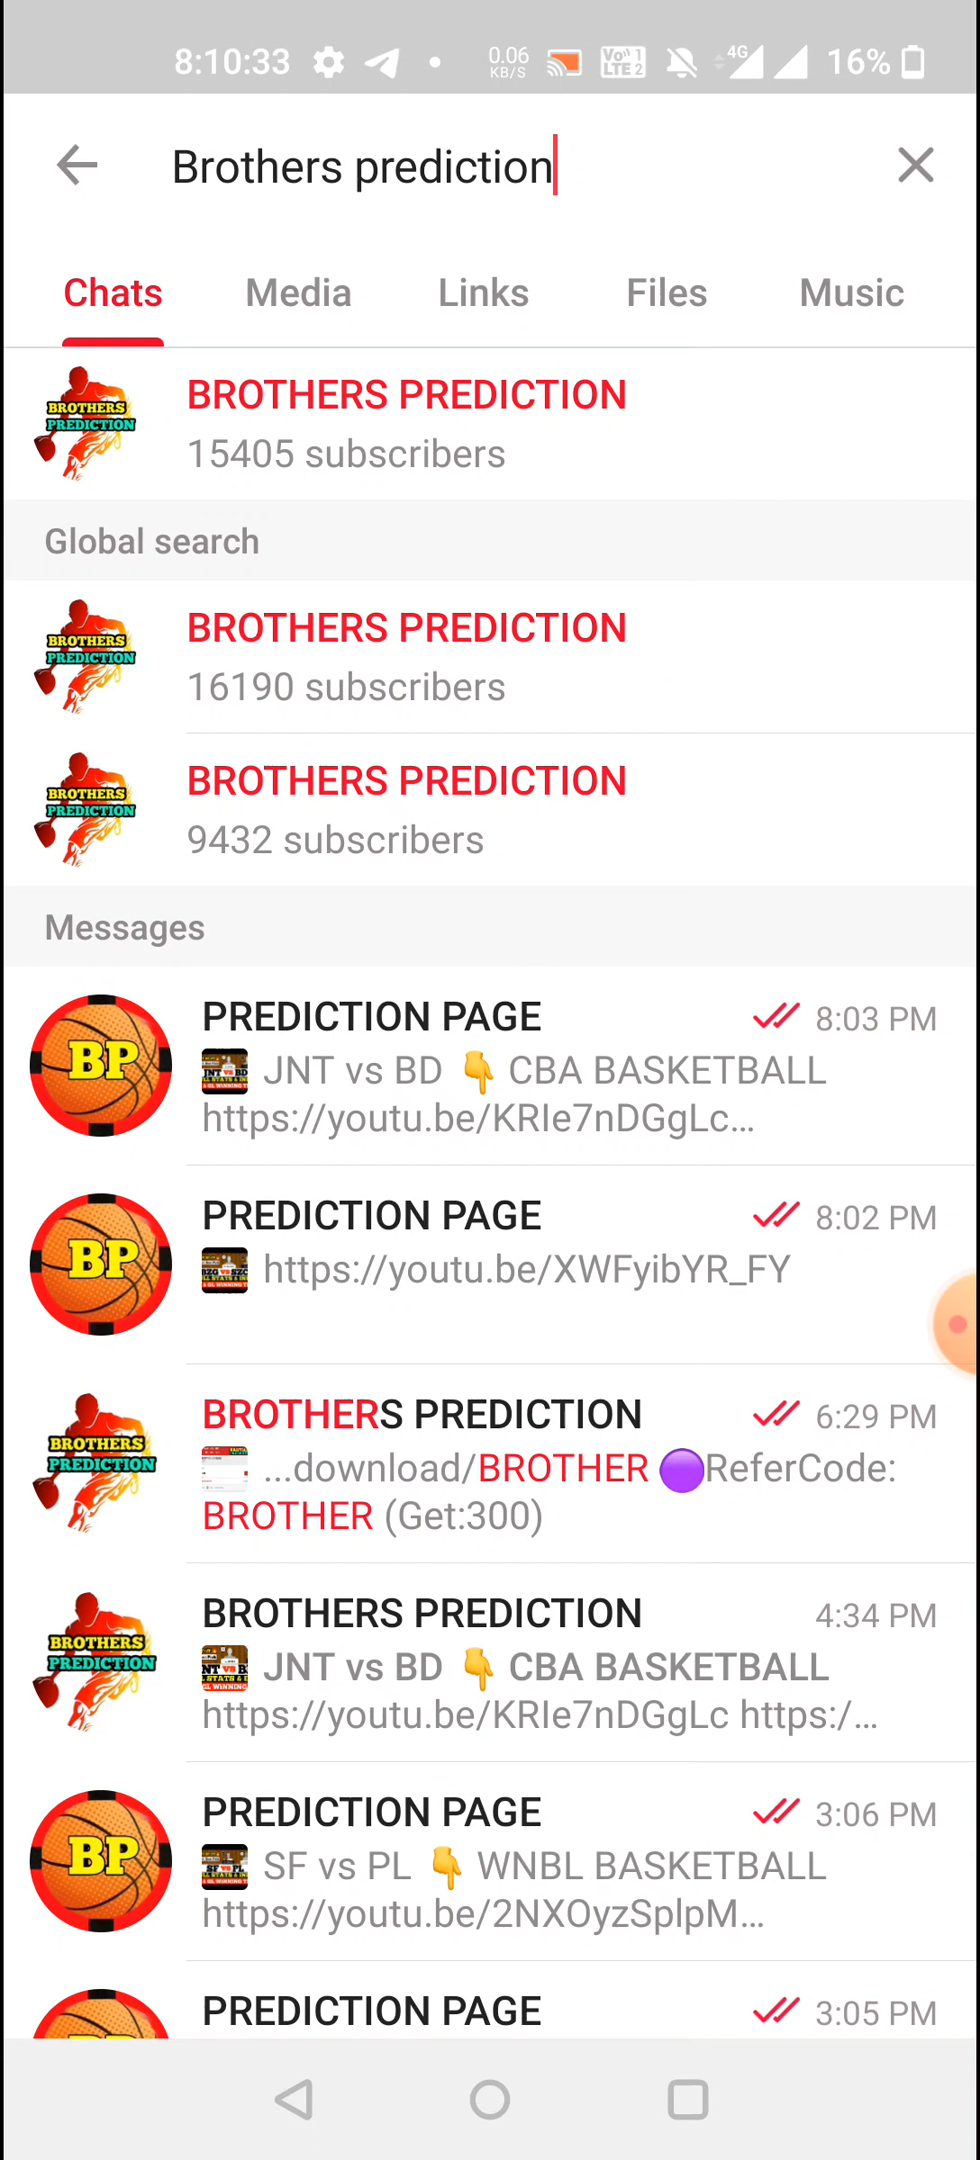 8:10:33 0.06 KB/S Vo)) 1 LTE 2 4G 16%
Brothers prediction
Chats Media Links Files Music
BROTHERS PREDICTION
BROTHERS PREDICTION
15405 subscribers
Global search
BROTHERS PREDICTION
BROTHERS PREDICTION
16190 subscribers
BROTHERS PREDICTION
BROTHERS PREDICTION
9432 subscribers
Messages
BP
PREDICTION PAGE 8:03 PM
JNT vs BD 👇 CBA BASKETBALL
https://youtu.be/KRIe7nDGgLc...
BP
PREDICTION PAGE 8:02 PM
https://youtu.be/XWFyibYR_FY
BROTHERS PREDICTION
BROTHERS PREDICTION 6:29 PM
...download/BROTHER 🟣ReferCode:
BROTHER (Get:300)
BROTHERS PREDICTION
BROTHERS PREDICTION 4:34 PM
JNT vs BD 👇 CBA BASKETBALL
https://youtu.be/KRIe7nDGgLc https:/...
BP
PREDICTION PAGE 3:06 PM
SF vs PL 👇 WNBL BASKETBALL
https://youtu.be/2NXOyzSplpM...
PREDICTION PAGE 3:05 PM